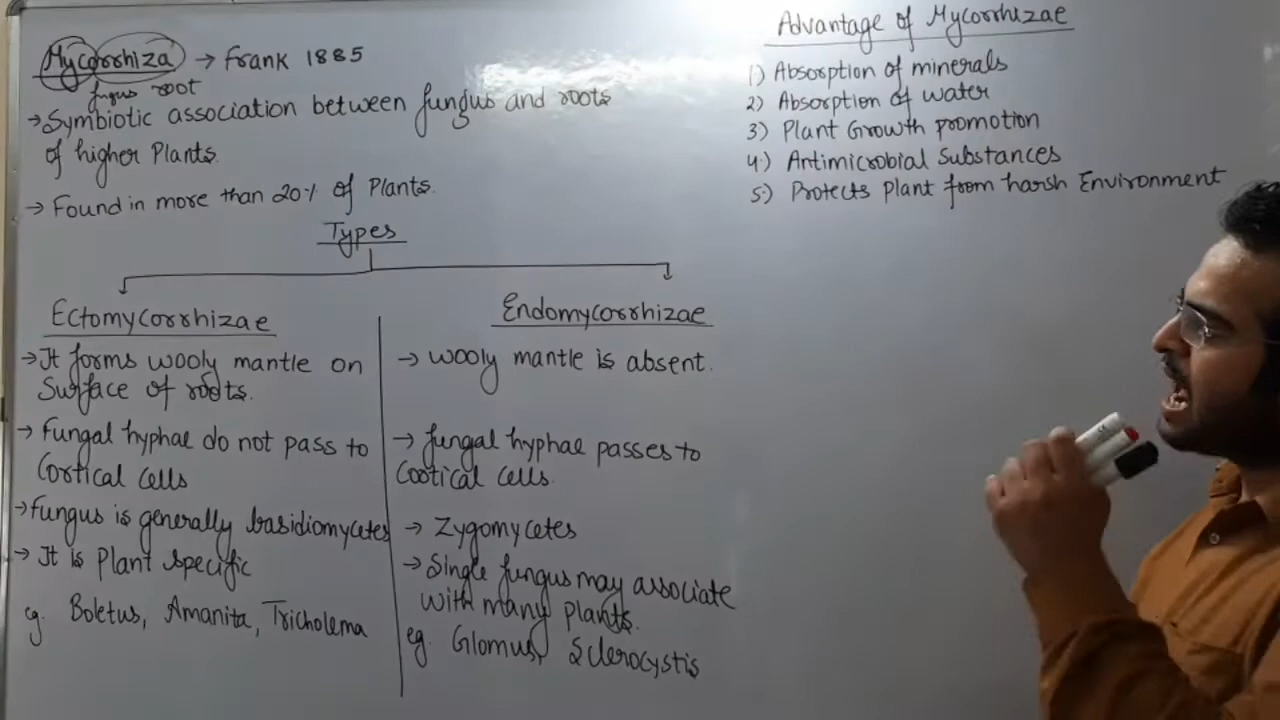 Mycorrhiza → Frank 1885
fungus root
→ Symbiotic association between fungus and roots
of higher Plants.
→ Found in more than 20% of Plants.
Types
Ectomycorrhizae
→ It forms wooly mantle on
Surface of roots.
→ Fungal hyphae do not pass to
Cortical cells
→ Fungus is generally basidiomycetes
→ It is Plant specific
eg. Boletus, Amanita, Tricholema
Endomycorrhizae
→ Wooly mantle is absent.
→ fungal hyphae passes to
Cortical cells.
→ Zygomycetes
→ Single fungus may associate
with many plants.
eg. Glomus, Sclerocystis
Advantage of Mycorrhizae
1) Absorption of minerals
2) Absorption of water
3) Plant Growth promotion
4.) Antimicrobial Substances
5.) Protects Plant from harsh Environment